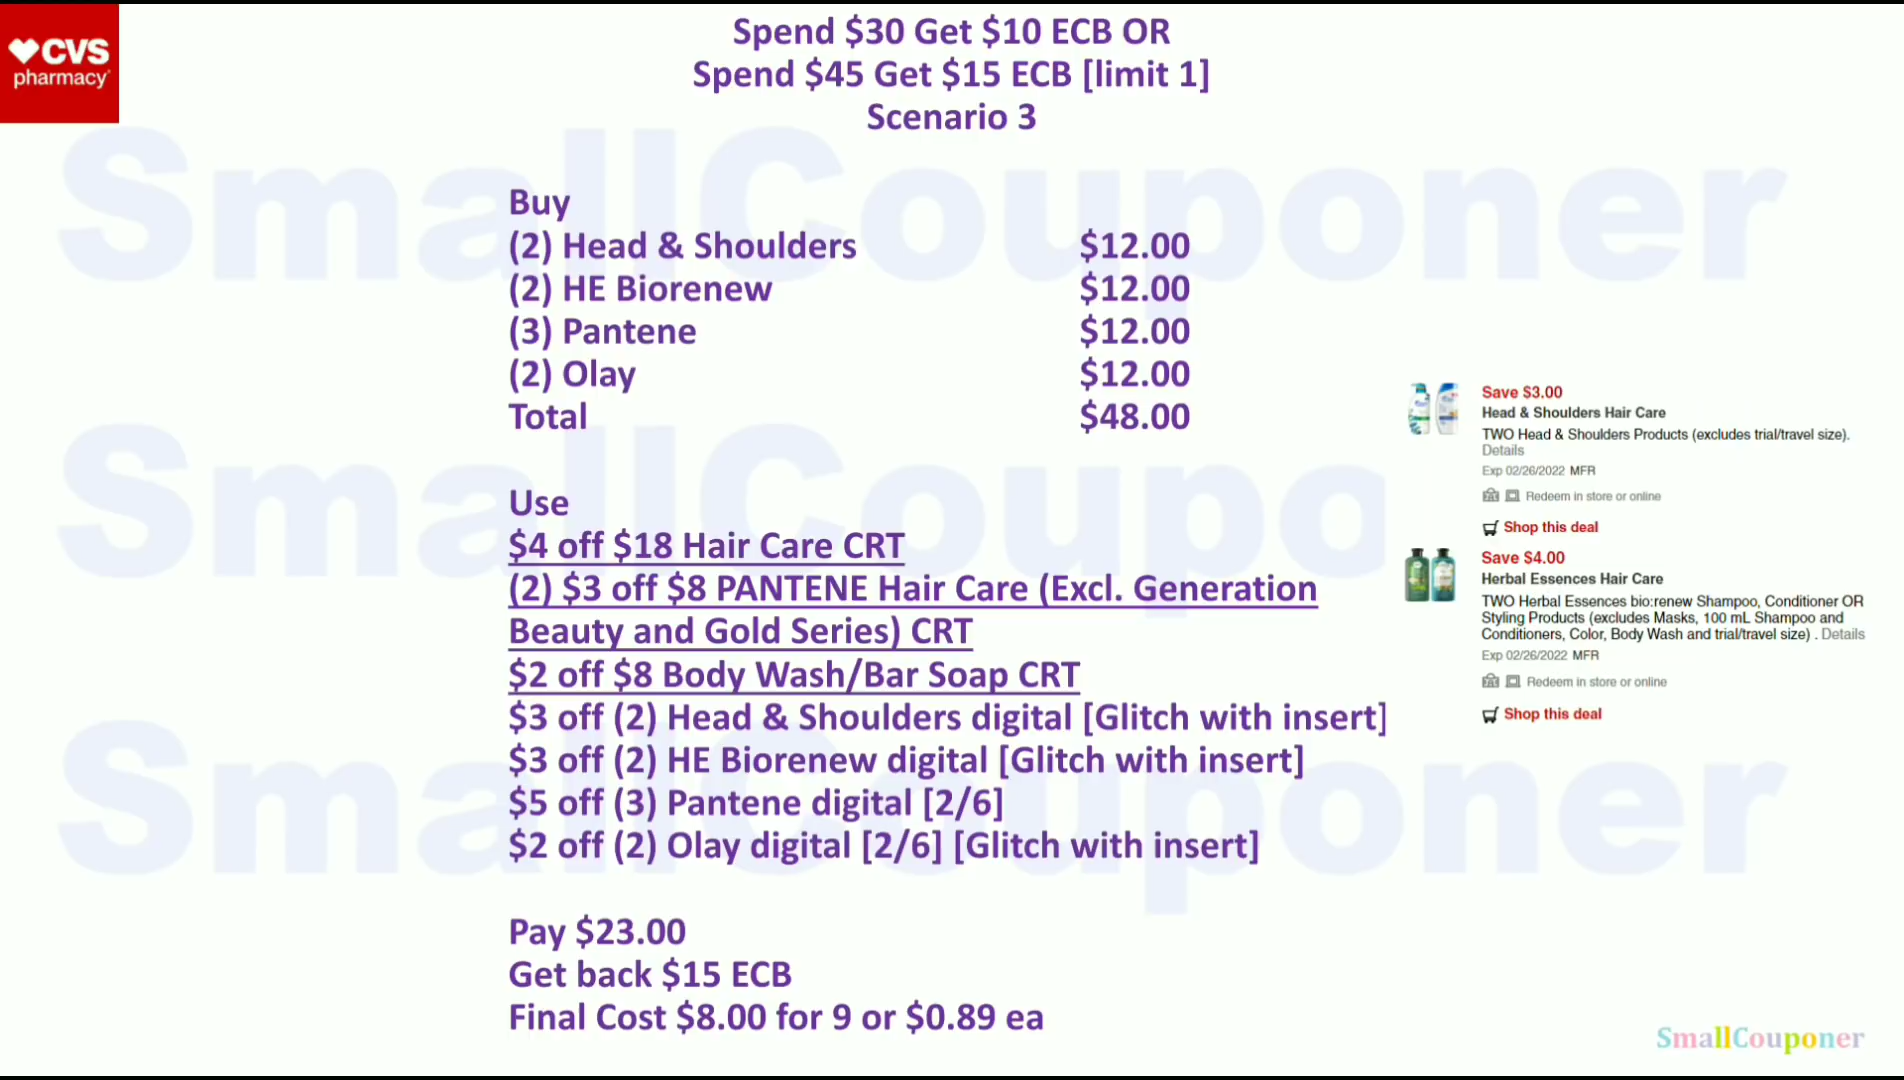 CVS
pharmacy
Spend $30 Get $10 ECB OR
Spend $45 Get $15 ECB [limit 1]
Scenario 3
SmallCouponer
Buy
(2) Head & Shoulders $12.00
(2) HE Biorenew $12.00
(3) Pantene $12.00
(2) Olay $12.00
Total $48.00
SmallCoupo
Use
$4 off $18 Hair Care CRT
(2) $3 off $8 PANTENE Hair Care (Excl. Generation
Beauty and Gold Series) CRT
$2 off $8 Body Wash/Bar Soap CRT
$3 off (2) Head & Shoulders digital [Glitch with insert]
$3 off (2) HE Biorenew digital [Glitch with insert]
$5 off (3) Pantene digital [2/6]
$2 off (2) Olay digital [2/6] [Glitch with insert]
SmallCouponer
Pay $23.00
Get back $15 ECB
Final Cost $8.00 for 9 or $0.89 ea
Save $3.00
Head & Shoulders Hair Care
TWO Head & Shoulders Products (excludes trial/travel size).
Details
Exp 02/26/2022 MFR
Redeem in store or online
Shop this deal
Save $4.00
Herbal Essences Hair Care
TWO Herbal Essences bio:renew Shampoo, Conditioner OR
Styling Products (excludes Masks, 100 mL Shampoo and
Conditioners, Color, Body Wash and trial/travel size) . Details
Exp 02/26/2022 MFR
Redeem in store or online
Shop this deal
SmallCouponer